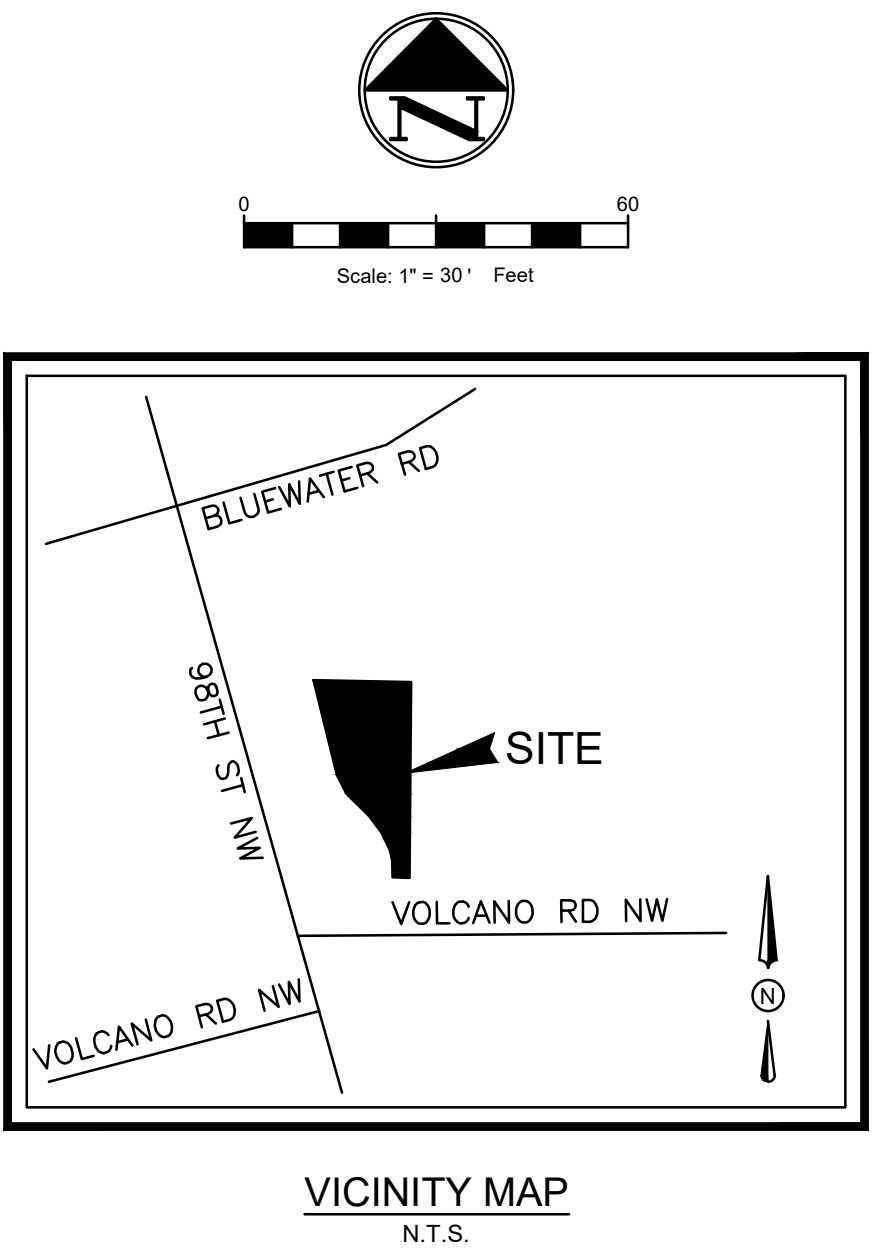 N
0 60
Scale: 1" = 30 ' Feet
BLUEWATER RD
98TH ST NW
SITE
VOLCANO RD NW
VOLCANO RD NW
N
VICINITY MAP
N.T.S.